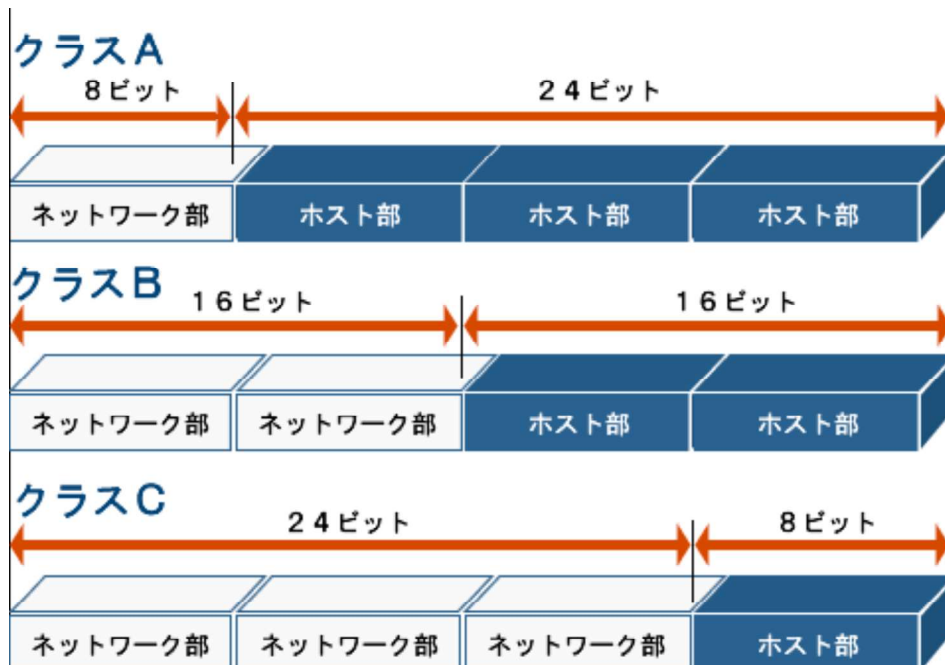 クラスA
8ビット 24ビット
ネットワーク部 ホスト部 ホスト部 ホスト部
クラスB
16ビット 16ビット
ネットワーク部 ネットワーク部 ホスト部 ホスト部
クラスC
24ビット 8ビット
ネットワーク部 ネットワーク部 ネットワーク部 ホスト部